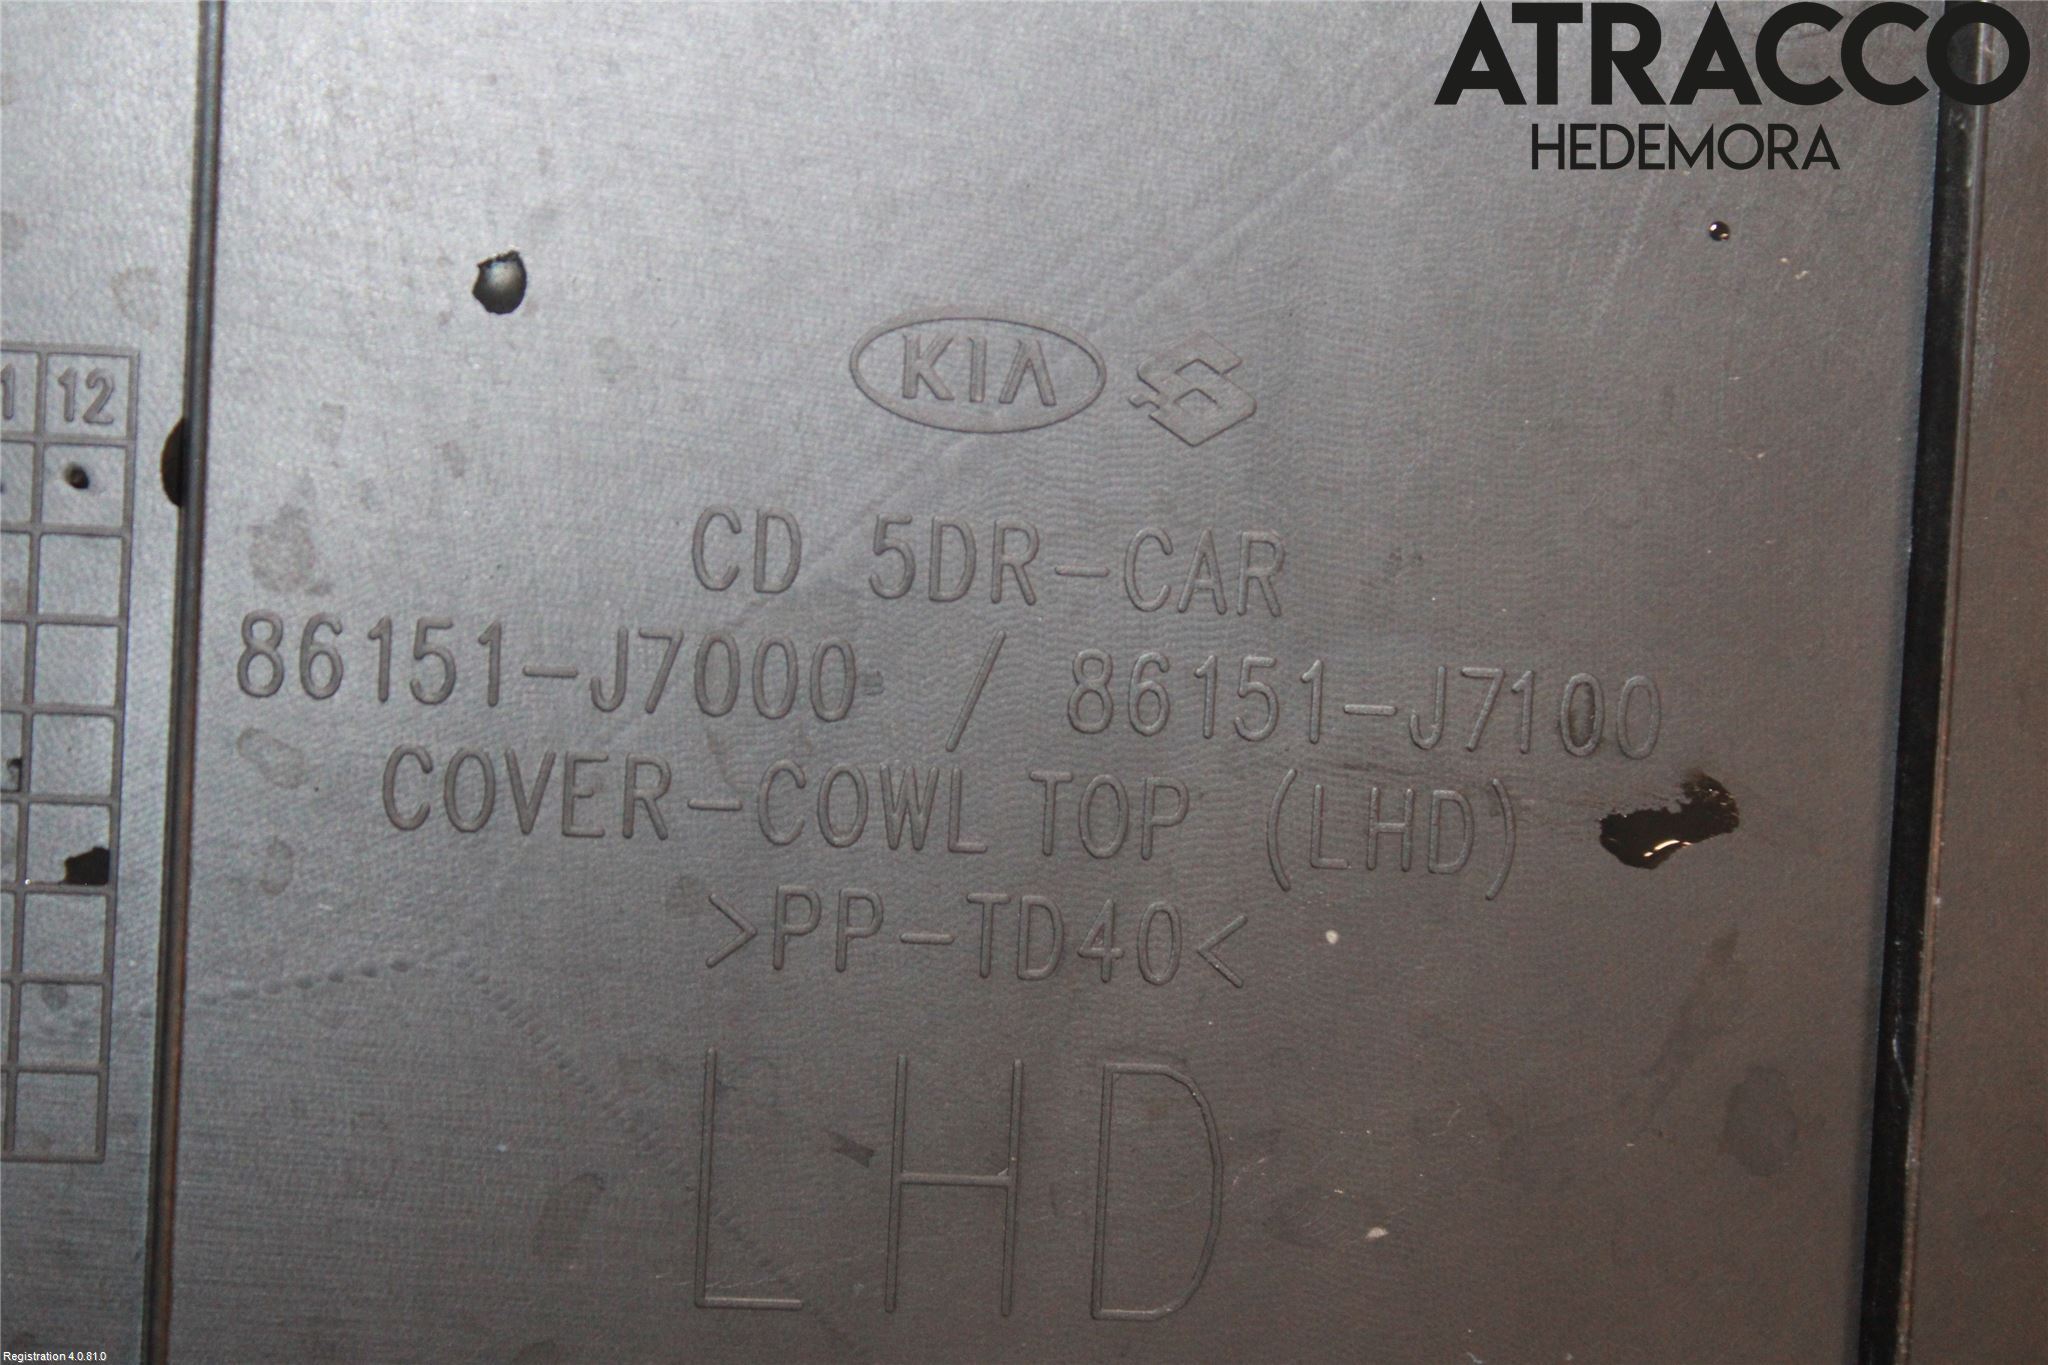 ATRACCO
HEDEMORA
KIA
1 12
CD 5DR-CAR
86151-J7000 / 86151-J7100
COVER-COWL TOP (LHD)
>PP-TD40<
LHD
Registration 4.0.81.0